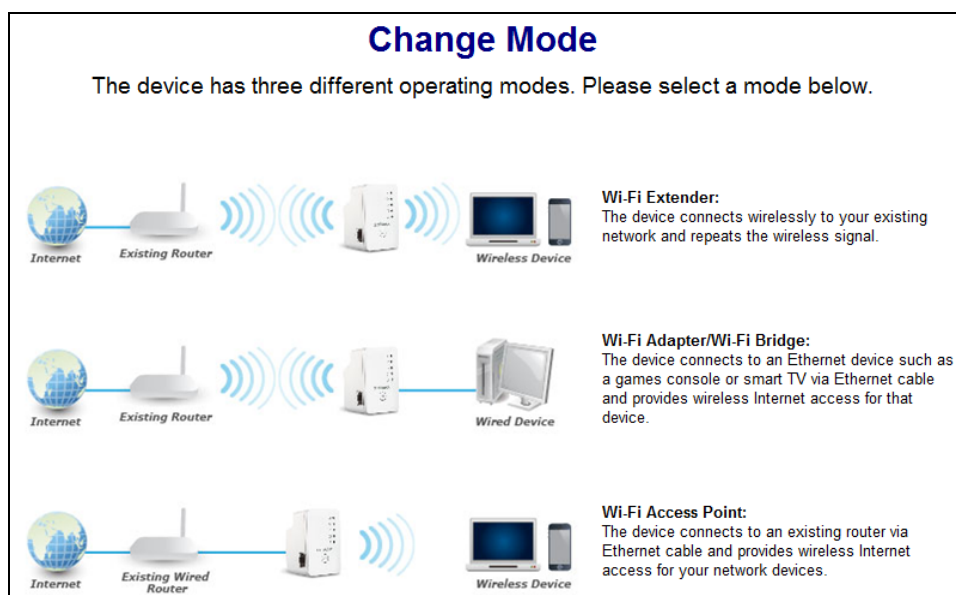 Change Mode
The device has three different operating modes. Please select a mode below.
Internet
Existing Router
Wireless Device
Wi-Fi Extender:
The device connects wirelessly to your existing
network and repeats the wireless signal.
Internet
Existing Router
Wired Device
Wi-Fi Adapter/Wi-Fi Bridge:
The device connects to an Ethernet device such as
a games console or smart TV via Ethernet cable
and provides wireless Internet access for that
device.
Internet
Existing Wired
Router
Wireless Device
Wi-Fi Access Point:
The device connects to an existing router via
Ethernet cable and provides wireless Internet
access for your network devices.